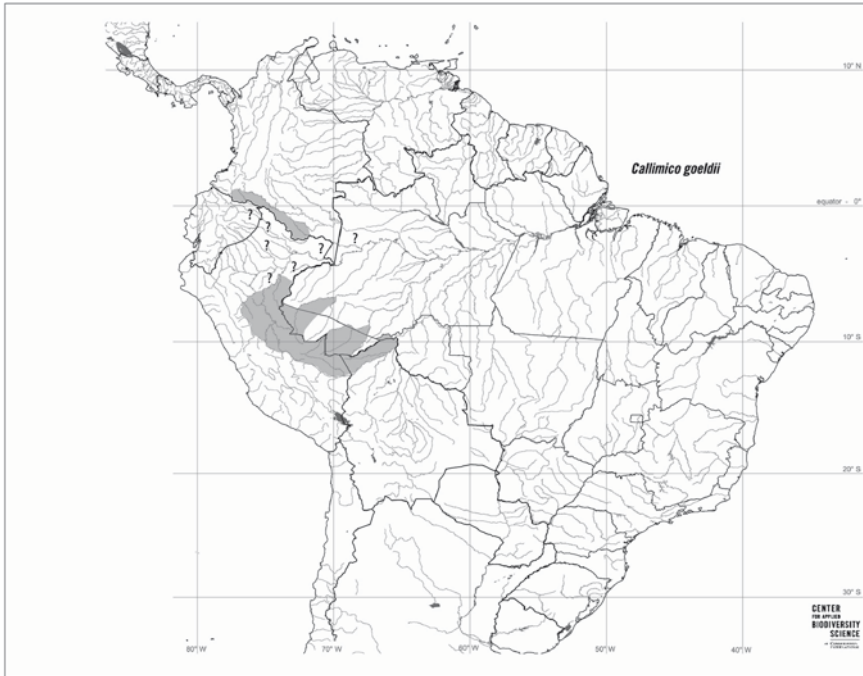 10° N
Callimico goeldii
equator - 0°
?
?
?
?
?
?
?
10° S
20° S
30° S
80° W
70° W
60° W
50° W
40° W
CENTER
FOR APPLIED
BIODIVERSITY
SCIENCE